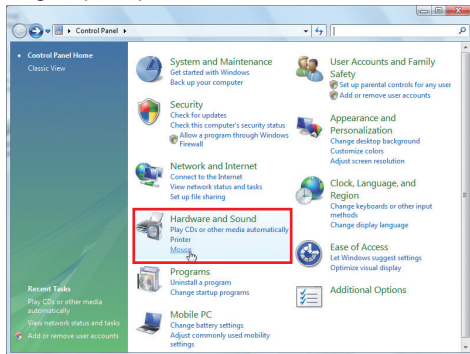 Control Panel
Control Panel Home
Classic View
System and Maintenance
Get started with Windows
Back up your computer
Security
Check for updates
Check this computer's security status
Allow a program through Windows
Firewall
Network and Internet
Connect to the Internet
View network status and tasks
Set up file sharing
Hardware and Sound
Play CDs or other media automatically
Printer
Mouse
Programs
Uninstall a program
Change startup programs
Mobile PC
Change battery settings
Adjust commonly used mobility
settings
User Accounts and Family
Safety
Set up parental controls for any user
Add or remove user accounts
Appearance and
Personalization
Change desktop background
Customize colors
Adjust screen resolution
Clock, Language, and
Region
Change keyboards or other input
methods
Change display language
Ease of Access
Let Windows suggest settings
Optimize visual display
Additional Options
Recent Tasks
Play CDs or other media
automatically
View network status and tasks
Add or remove user accounts